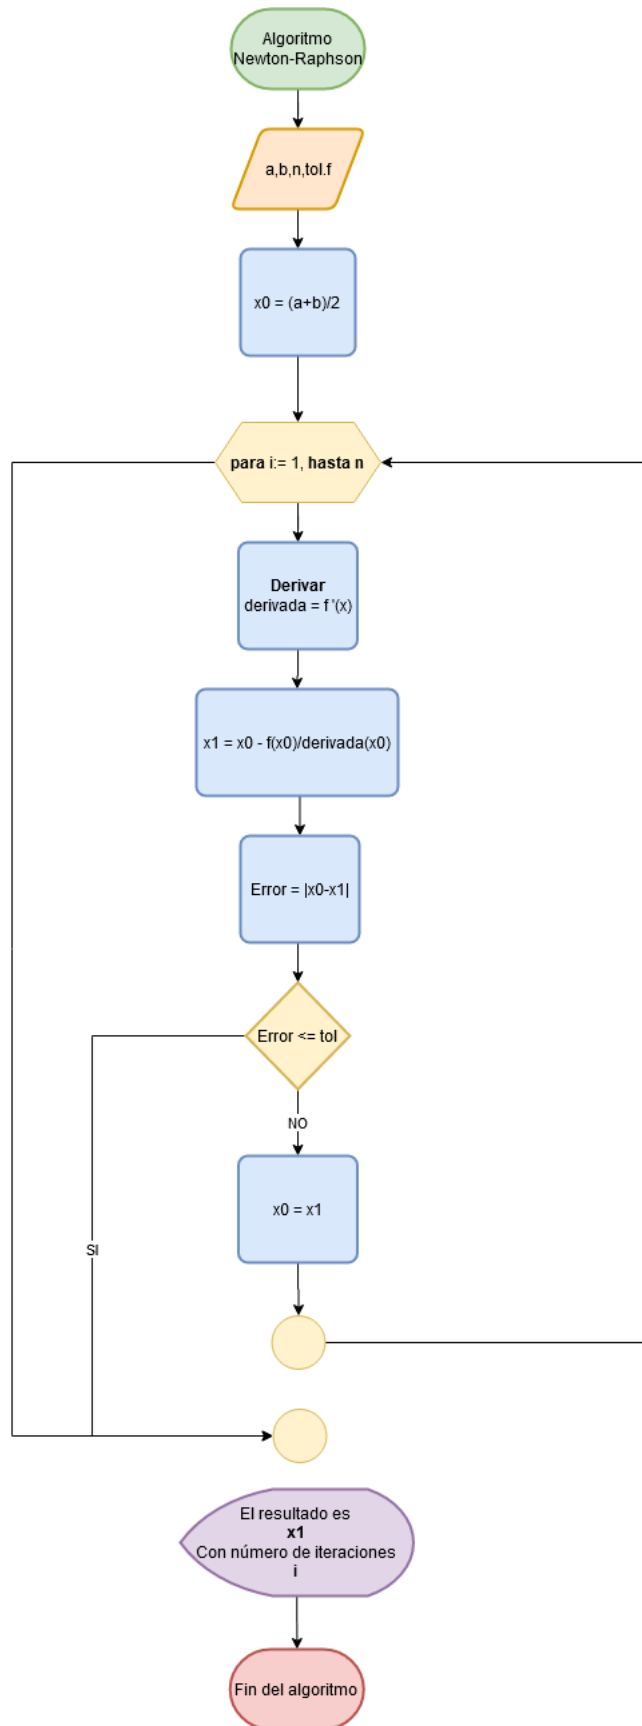 Algoritmo
Newton-Raphson
a,b,n,tol.f
x0 = (a+b)/2
para i:= 1, hasta n
Derivar
derivada = f '(x)
x1 = x0 - f(x0)/derivada(x0)
Error = |x0-x1|
Error <= tol
NO
x0 = x1
SI
El resultado es
x1
Con número de iteraciones
i
Fin del algoritmo